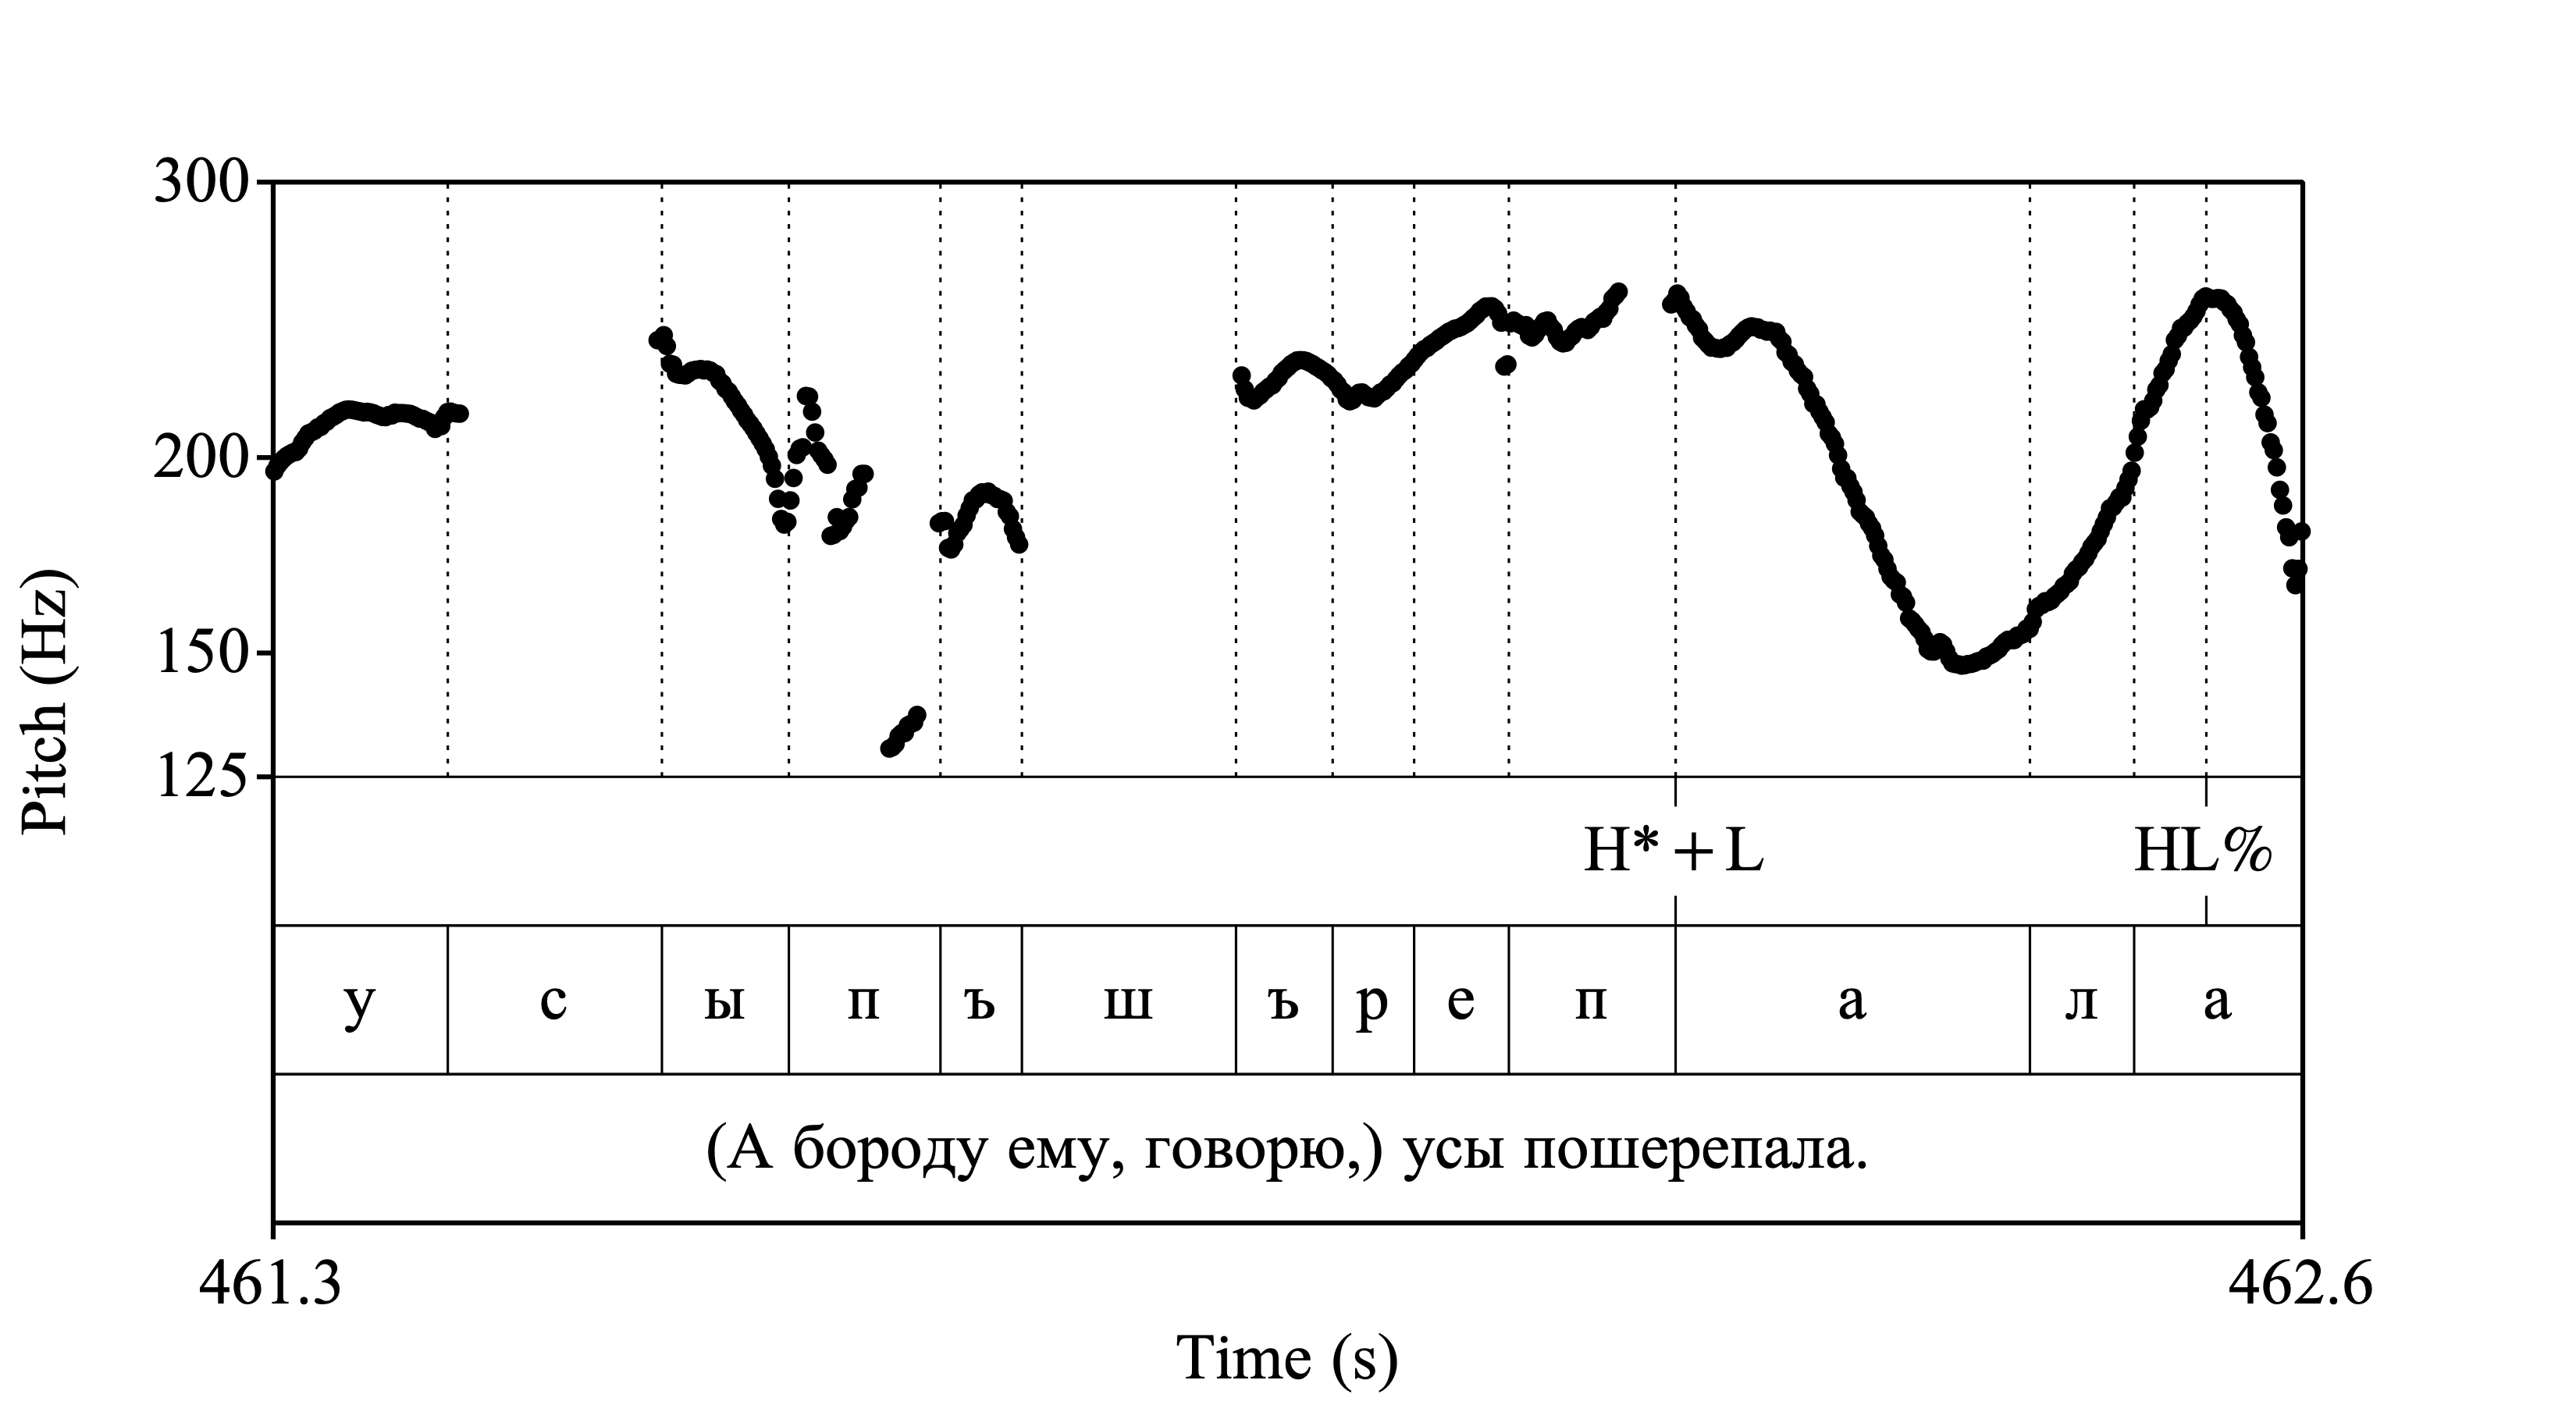 300
200
150
125
Pitch (Hz)
H*+L HL%
у с ы п ъ ш ъ р е п а л а
(А бороду ему, говорю,) усы пошерепала.
461.3 462.6
Time (s)